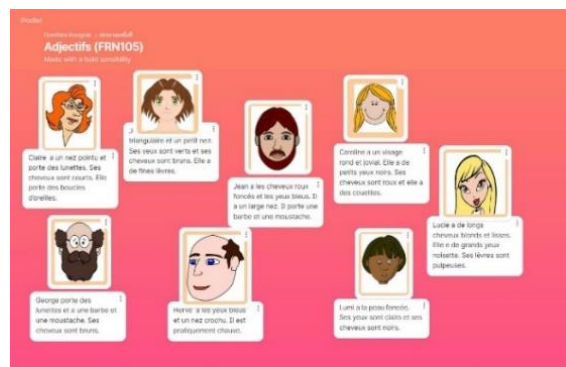 Padlet
Adjectifs (FRN105)
Made with a bold sensibility
Claire a un nez pointu et
porte des lunettes. Ses
cheveux sont courts. Elle
porte des boucles
d'oreilles.
triangulaire et un petit nez.
Ses yeux sont verts et ses
cheveux sont bruns. Elle a
de fines lèvres.
Jean a les cheveux roux
foncés et les yeux bleus. Il
a un large nez. Il porte une
barbe et une moustache.
Caroline a un visage
rond et jovial. Elle a de
petits yeux noirs. Ses
cheveux sont roux et elle a
des couettes.
Lucie a de longs
cheveux blonds et lisses.
Elle a de grands yeux
noisette. Ses lèvres sont
pulpeuses.
George porte des
lunettes et a une barbe et
une moustache. Ses
cheveux sont bruns.
Hervé a les yeux bleus
et un nez crochu. Il est
pratiquement chauve.
Lumi a la peau foncée.
Ses yeux sont clairs et ses
cheveux sont noirs.